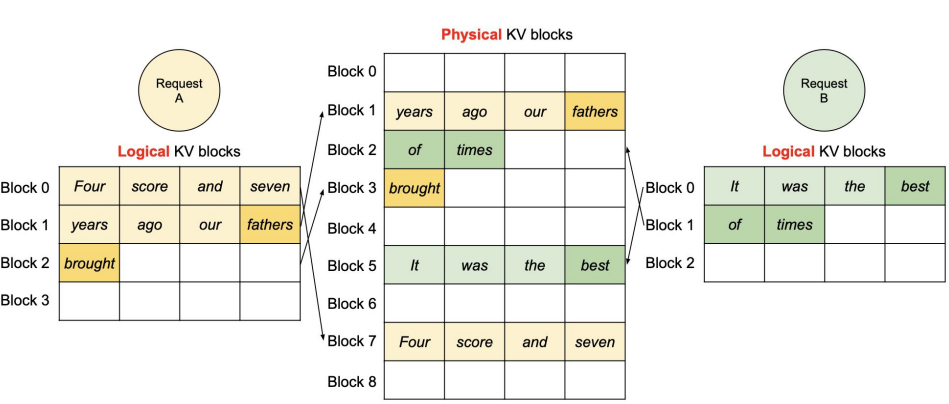 Physical KV blocks
Request
A
Logical KV blocks
Block 0 Four score and seven
Block 1 years ago our fathers
Block 2 brought
Block 3
Block 0
Block 1 years ago our fathers
Block 2 of times
Block 3 brought
Block 4
Block 5 It was the best
Block 6
Block 7 Four score and seven
Block 8
Request
B
Logical KV blocks
Block 0 It was the best
Block 1 of times
Block 2